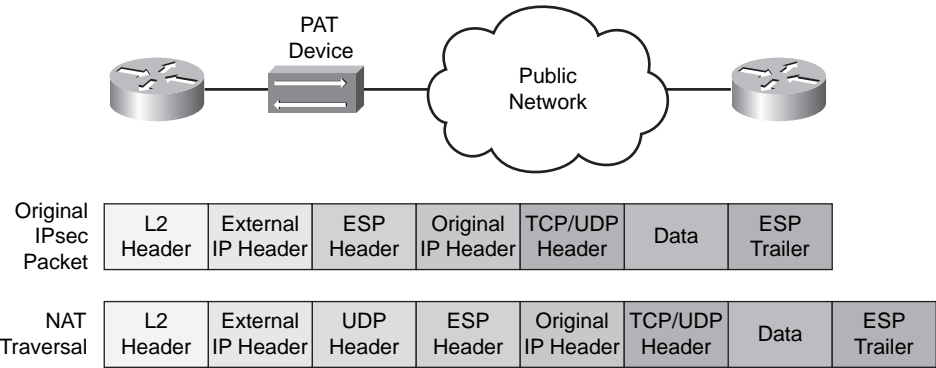 PAT
Device
Public
Network
Original
IPsec
Packet
L2
Header
External
IP Header
ESP
Header
Original
IP Header
TCP/UDP
Header
Data
ESP
Trailer
NAT
Traversal
L2
Header
External
IP Header
UDP
Header
ESP
Header
Original
IP Header
TCP/UDP
Header
Data
ESP
Trailer